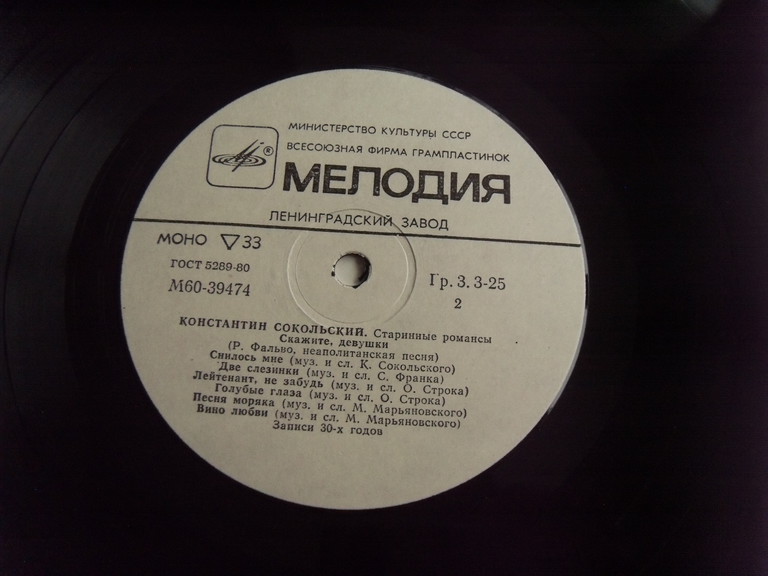 МИНИСТЕРСТВО КУЛЬТУРЫ СССР
ВСЕСОЮЗНАЯ ФИРМА ГРАМПЛАСТИНОК
®
МЕЛОДИЯ
ЛЕНИНГРАДСКИЙ ЗАВОД
МОНО 33
ГОСТ 5289-80
М60-39474
Гр. 3. 3-25
2
КОНСТАНТИН СОКОЛЬСКИЙ. Старинные романсы
Скажите, девушки
(Р. Фальво, неаполитанская песня)
Снилось мне (муз. и сл. К. Сокольского)
Две слезинки (муз. и сл. С. Франка)
Лейтенант, не забудь (муз. и сл. О. Строка)
Голубые глаза (муз. и сл. О. Строка)
Песня моряка (муз. и сл. М. Марьяновского)
Вино любви (муз. и сл. М. Марьяновского)
Записи 30-х годов